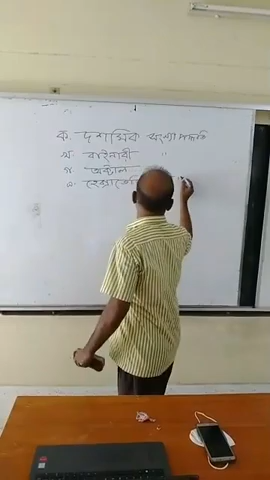 ক. দশমিক সংখ্যা পদ্ধতি
খ. বাইনারী "
গ. অক্টাল
ঘ. হেক্সাডেসি